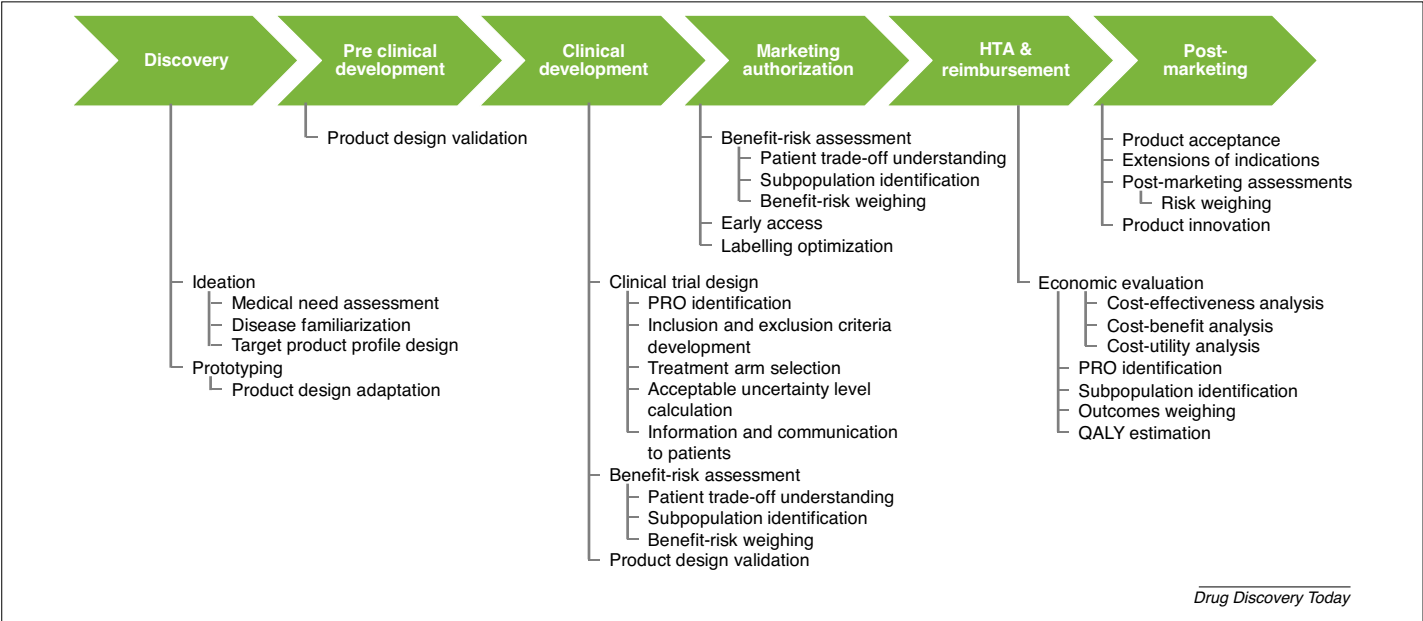 Discovery
Pre clinical
development
Clinical
development
Marketing
authorization
HTA &
reimbursement
Post-
marketing
Ideation
Medical need assessment
Disease familiarization
Target product profile design
Prototyping
Product design adaptation
Product design validation
Clinical trial design
PRO identification
Inclusion and exclusion criteria
development
Treatment arm selection
Acceptable uncertainty level
calculation
Information and communication
to patients
Benefit-risk assessment
Patient trade-off understanding
Subpopulation identification
Benefit-risk weighing
Product design validation
Benefit-risk assessment
Patient trade-off understanding
Subpopulation identification
Benefit-risk weighing
Early access
Labelling optimization
Economic evaluation
Cost-effectiveness analysis
Cost-benefit analysis
Cost-utility analysis
PRO identification
Subpopulation identification
Outcomes weighing
QALY estimation
Product acceptance
Extensions of indications
Post-marketing assessments
Risk weighing
Product innovation
Drug Discovery Today